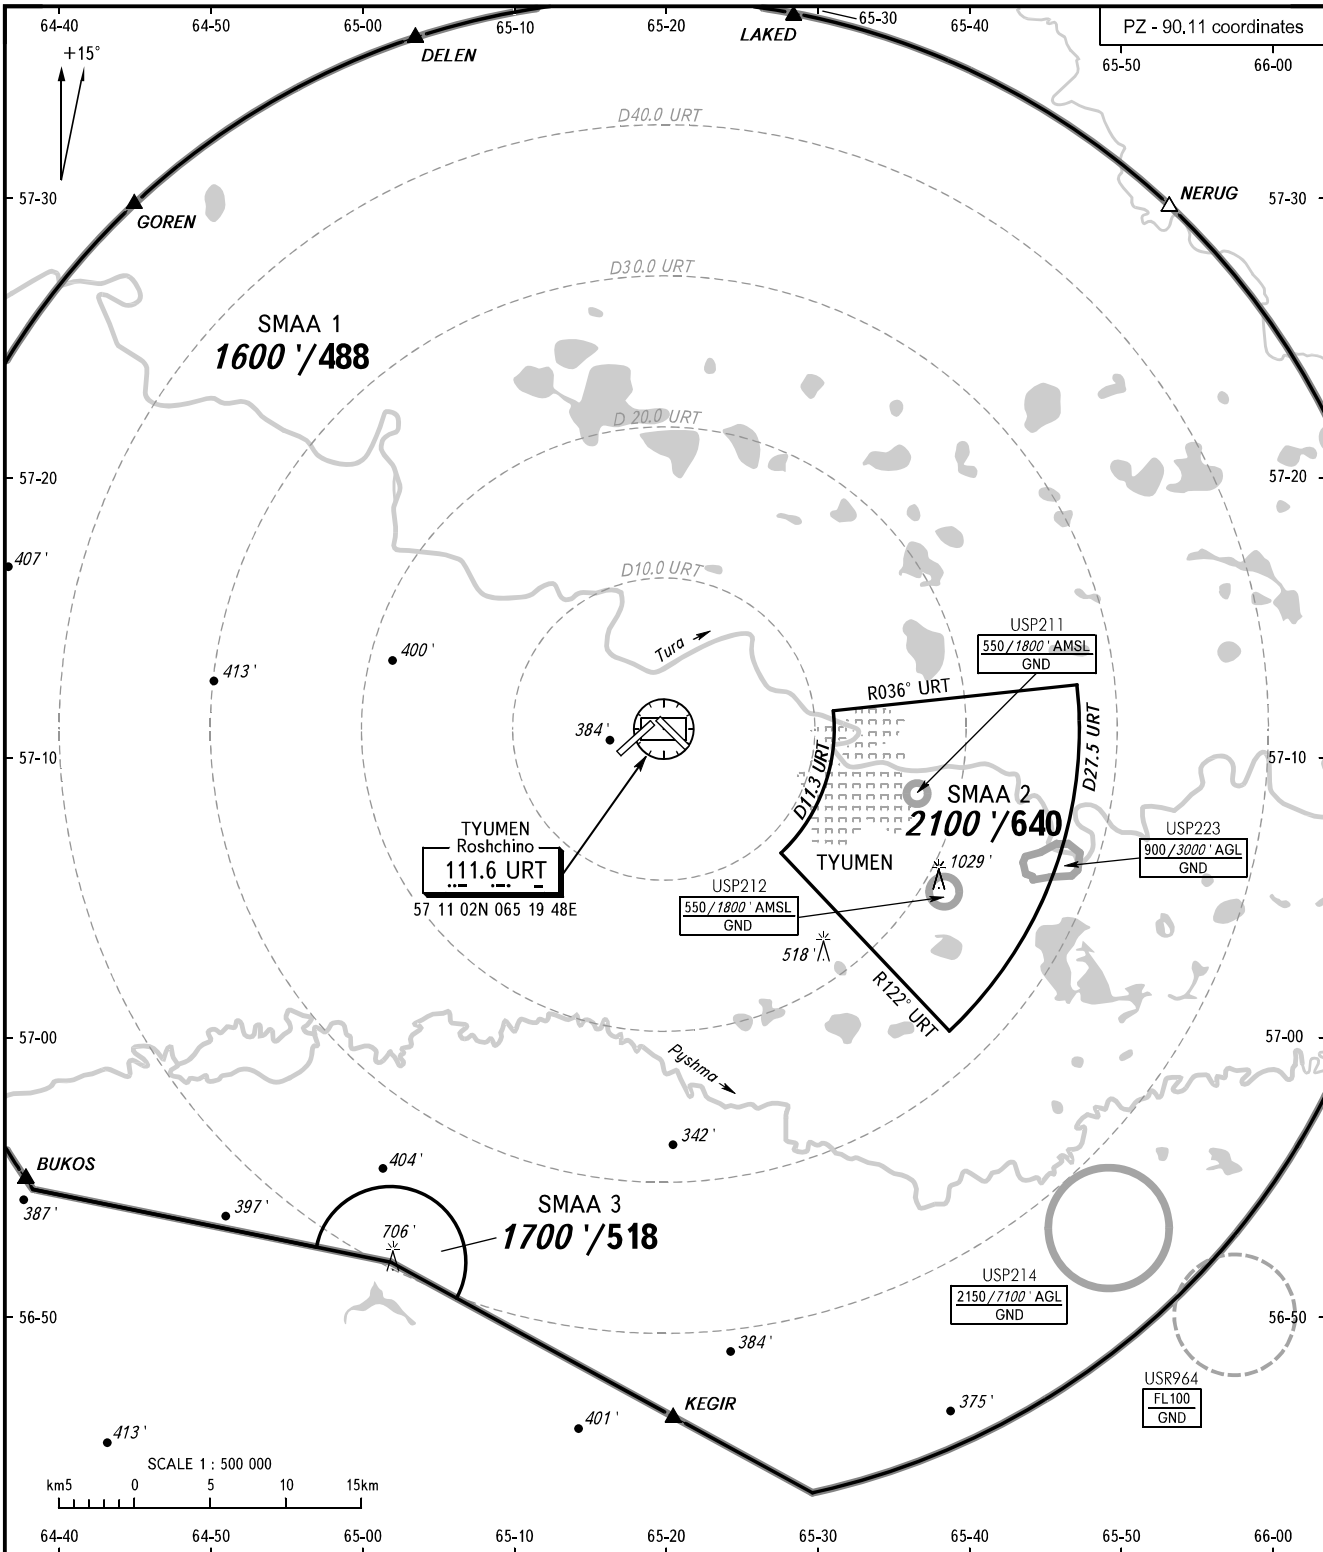 64-40
64-50
65-00
65-10
65-20
65-30
65-40
PZ - 90.11 coordinates
65-50
66-00
+15°
DELEN
LAKED
D40.0 URT
57-30
GOREN
NERUG
57-30
D30.0 URT
SMAA 1
1600 '/488
D 20.0 URT
57-20
57-20
407 '
D10.0 URT
USP211
550/1800 ' AMSL
GND
Tura
400 '
413 '
R036° URT
384 '
D27.5 URT
57-10
57-10
D11.3 URT
SMAA 2
2100 '/640
TYUMEN
Roshchino
111.6 URT
57 11 02N 065 19 48E
USP223
900/3000 ' AGL
GND
TYUMEN
1029 '
USP212
550/1800 ' AMSL
GND
518 '
R122° URT
57-00
57-00
Pyshma
342 '
BUKOS
404 '
387 '
397 '
SMAA 3
1700 '/518
706 '
USP214
2150/7100 ' AGL
GND
56-50
56-50
384 '
USR964
FL100
GND
KEGIR
375 '
401 '
413 '
SCALE 1 : 500 000
km5 0 5 10 15km
64-40
64-50
65-00
65-10
65-20
65-30
65-40
65-50
66-00